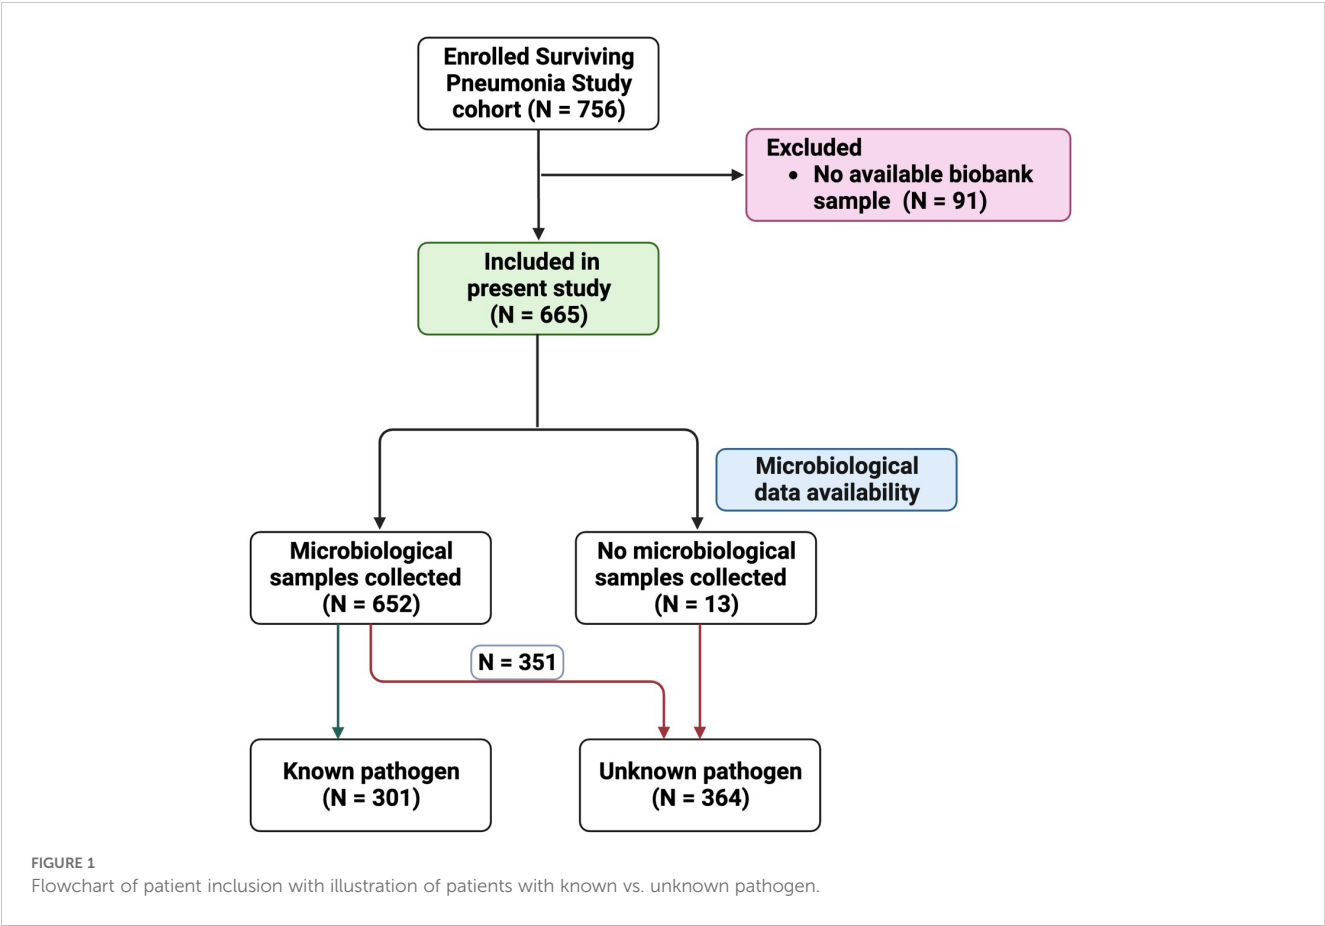 Enrolled Surviving
Pneumonia Study
cohort (N = 756)
Excluded
• No available biobank
sample (N = 91)
Included in
present study
(N = 665)
Microbiological
data availability
Microbiological
samples collected
(N = 652)
No microbiological
samples collected
(N = 13)
N = 351
Known pathogen
(N = 301)
Unknown pathogen
(N = 364)
FIGURE 1
Flowchart of patient inclusion with illustration of patients with known vs. unknown pathogen.